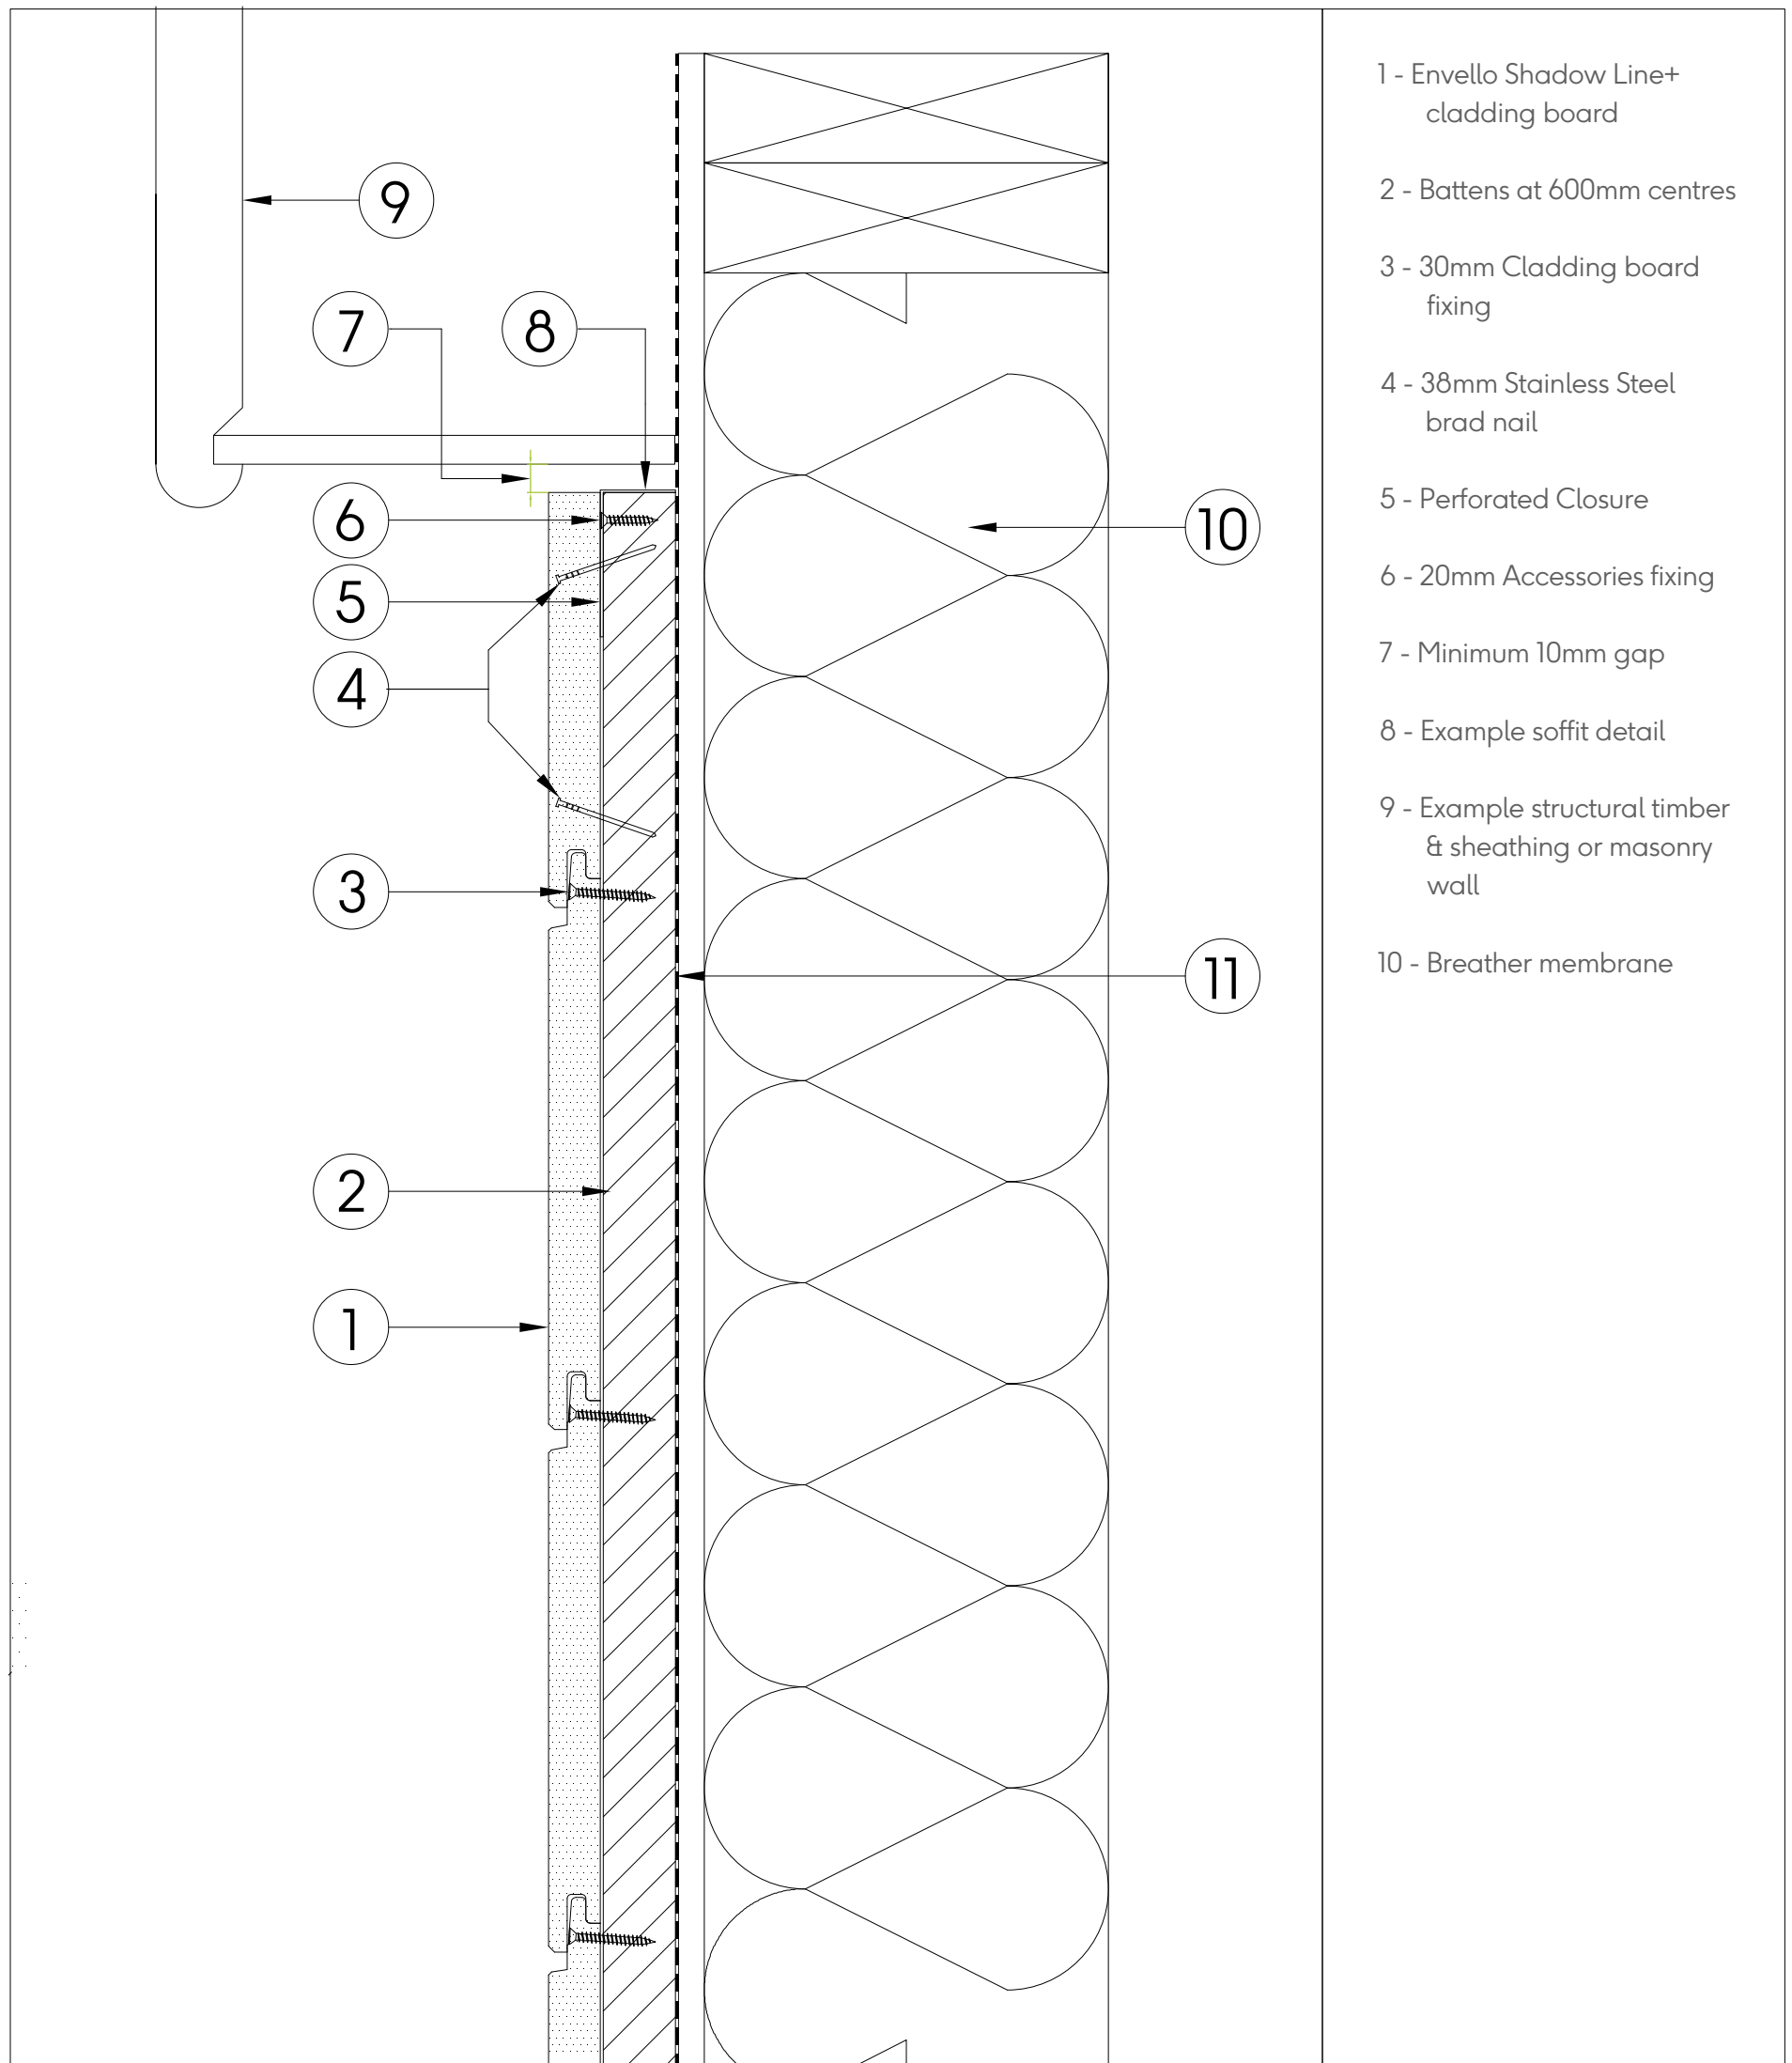 9
7
8
6
5
4
3
2
1
10
11
1 - Envello Shadow Line+
cladding board
2 - Battens at 600mm centres
3 - 30mm Cladding board
fixing
4 - 38mm Stainless Steel
brad nail
5 - Perforated Closure
6 - 20mm Accessories fixing
7 - Minimum 10mm gap
8 - Example soffit detail
9 - Example structural timber
& sheathing or masonry
wall
10 - Breather membrane